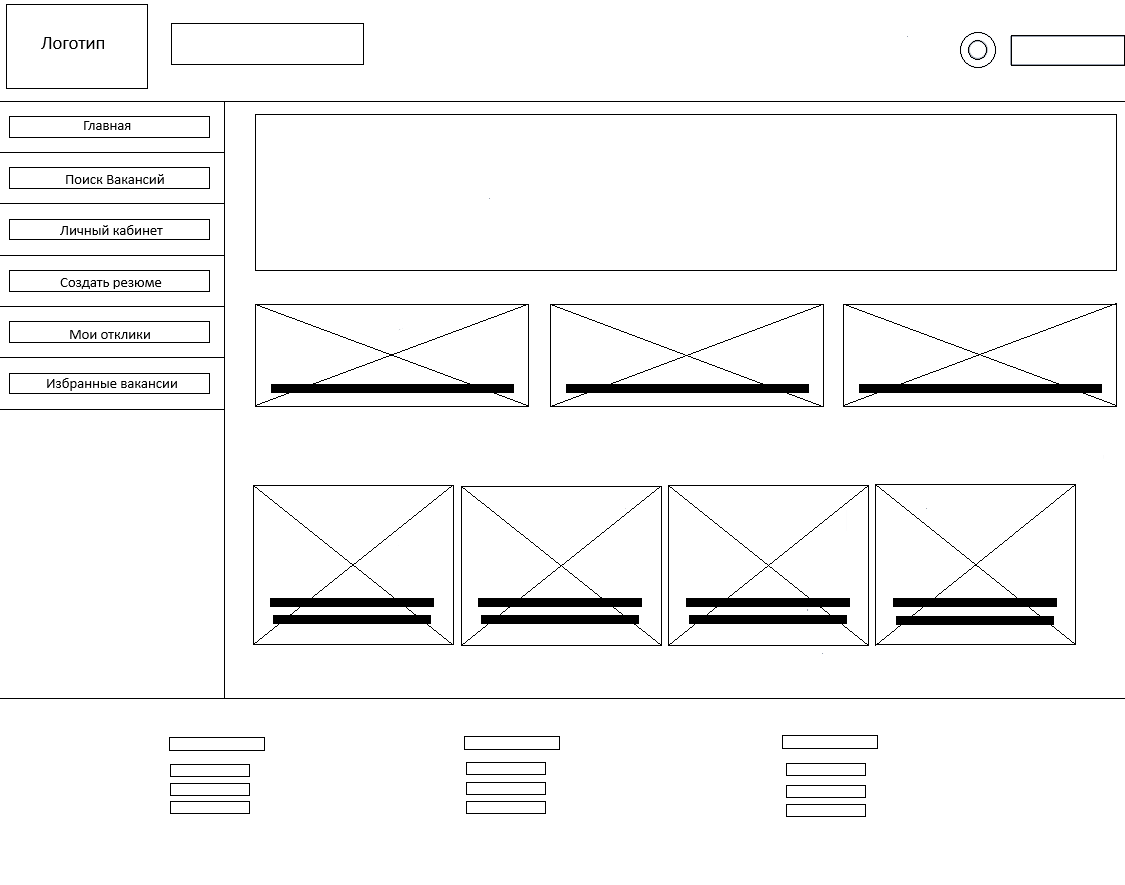 Логотип
Главная
Поиск Вакансий
Личный кабинет
Создать резюме
Мои отклики
Избранные вакансии